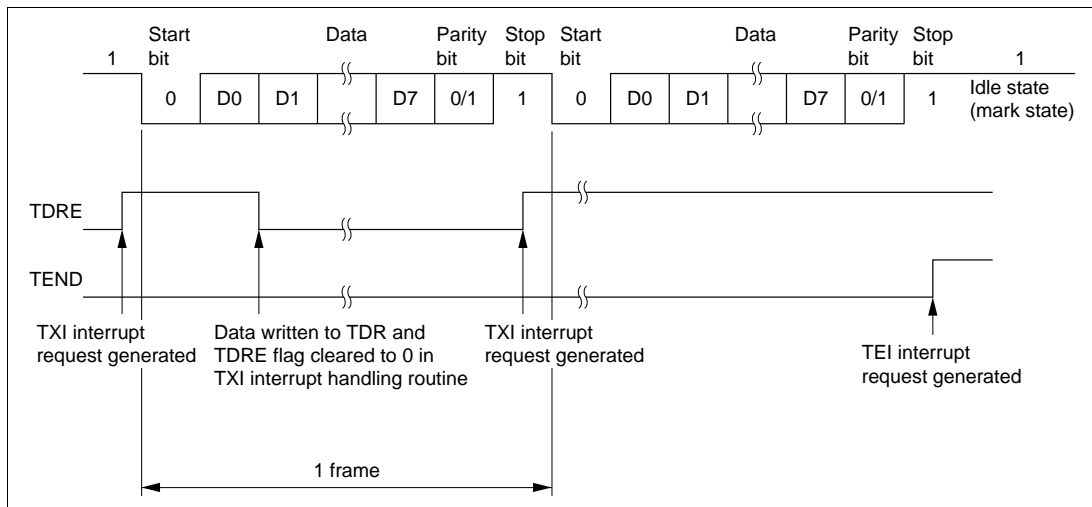 Start bit
Data
Parity bit
Stop bit
Start bit
Data
Parity bit
Stop bit
1
1
0
D0
D1
D7
0/1
1
0
D0
D1
D7
0/1
1
Idle state
(mark state)
TDRE
TEND
TXI interrupt
request generated
Data written to TDR and
TDRE flag cleared to 0 in
TXI interrupt handling routine
TXI interrupt
request generated
TEI interrupt
request generated
1 frame